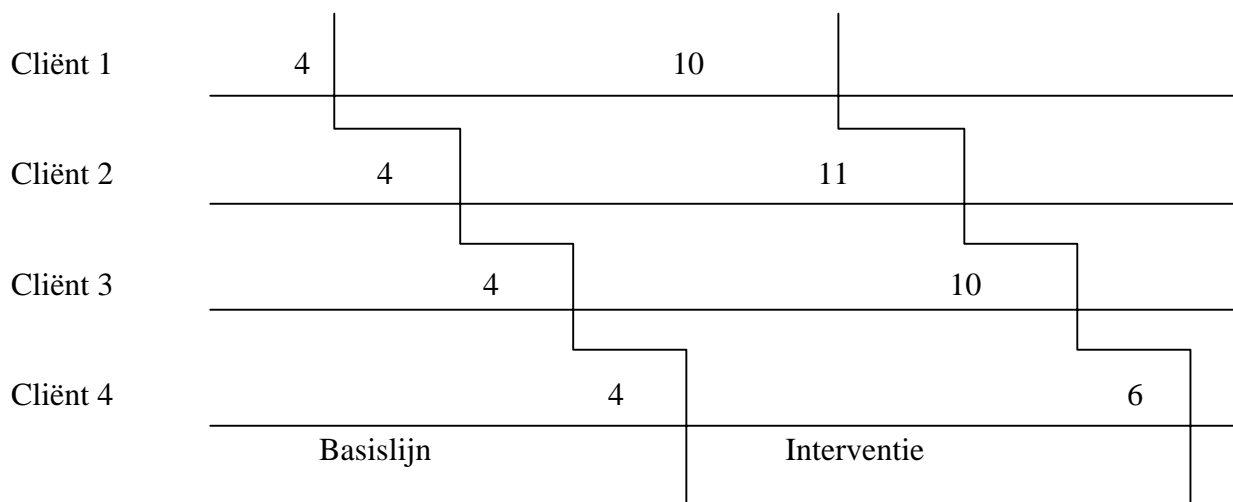 Cliënt 1 4 10
Cliënt 2 4 11
Cliënt 3 4 10
Cliënt 4 4 6
Basislijn Interventie